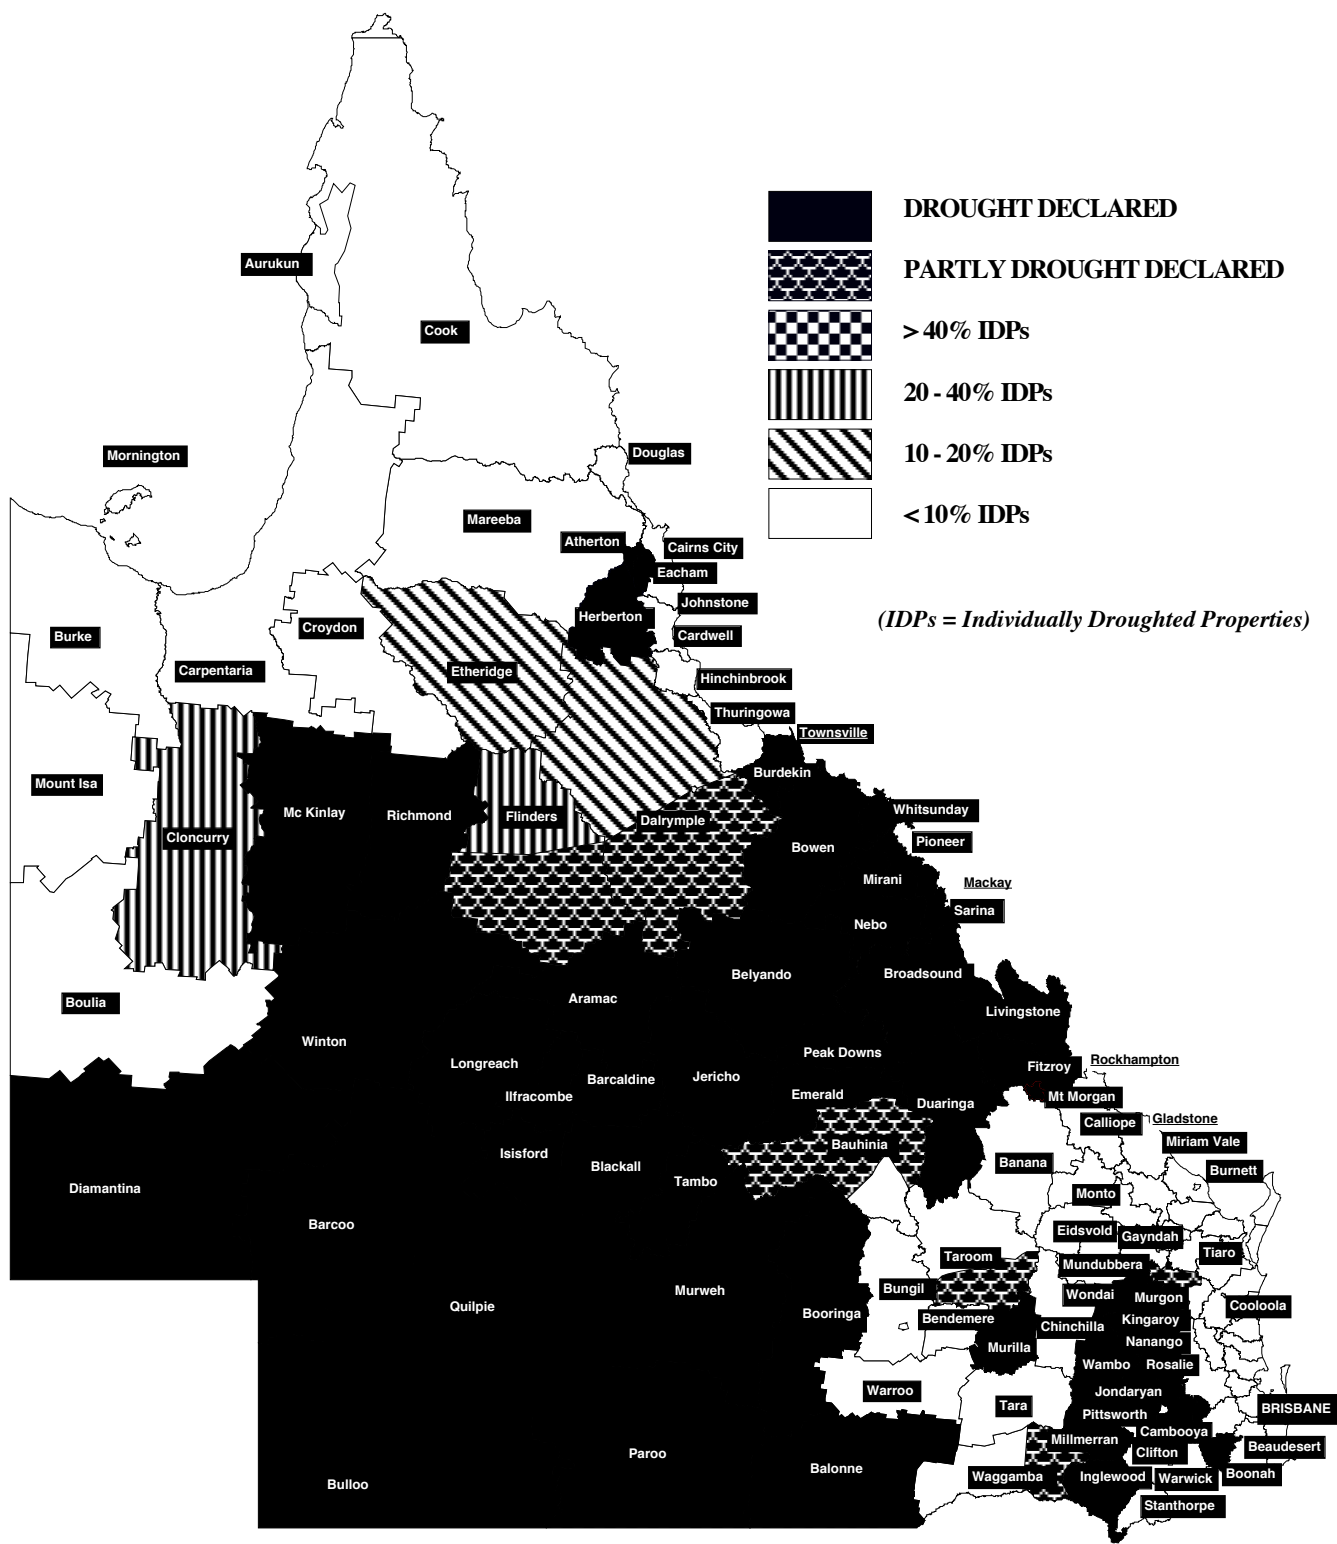 DROUGHT DECLARED
PARTLY DROUGHT DECLARED
> 40% IDPs
20 - 40% IDPs
10 - 20% IDPs
< 10% IDPs
(IDPs = Individually Droughted Properties)
Aurukun
Cook
Mornington
Douglas
Mareeba
Atherton
Cairns City
Eacham
Johnstone
Herberton
Cardwell
Burke
Croydon
Carpentaria
Etheridge
Hinchinbrook
Thuringowa
Townsville
Burdekin
Mount Isa
Mc Kinlay
Richmond
Flinders
Dalrymple
Whitsunday
Cloncurry
Pioneer
Bowen
Mirani
Mackay
Sarina
Nebo
Belyando
Broadsound
Boulia
Aramac
Livingstone
Winton
Longreach
Peak Downs
Rockhampton
Fitzroy
Barcaldine
Jericho
Ilfracombe
Emerald
Duaringa
Mt Morgan
Calliope
Gladstone
Miriam Vale
Isisford
Blackall
Bauhinia
Banana
Burnett
Diamantina
Tambo
Monto
Barcoo
Eidsvold
Gayndah
Taroom
Tiaro
Mundubbera
Murweh
Bungil
Wondai
Murgon
Quilpie
Booringa
Bendemere
Chinchilla
Kingaroy
Cooloola
Nanango
Murilla
Wambo
Rosalie
Warroo
Jondaryan
Tara
Pittsworth
BRISBANE
Millmerran
Cambooya
Paroo
Clifton
Beaudesert
Bulloo
Balonne
Waggamba
Inglewood
Warwick
Boonah
Stanthorpe